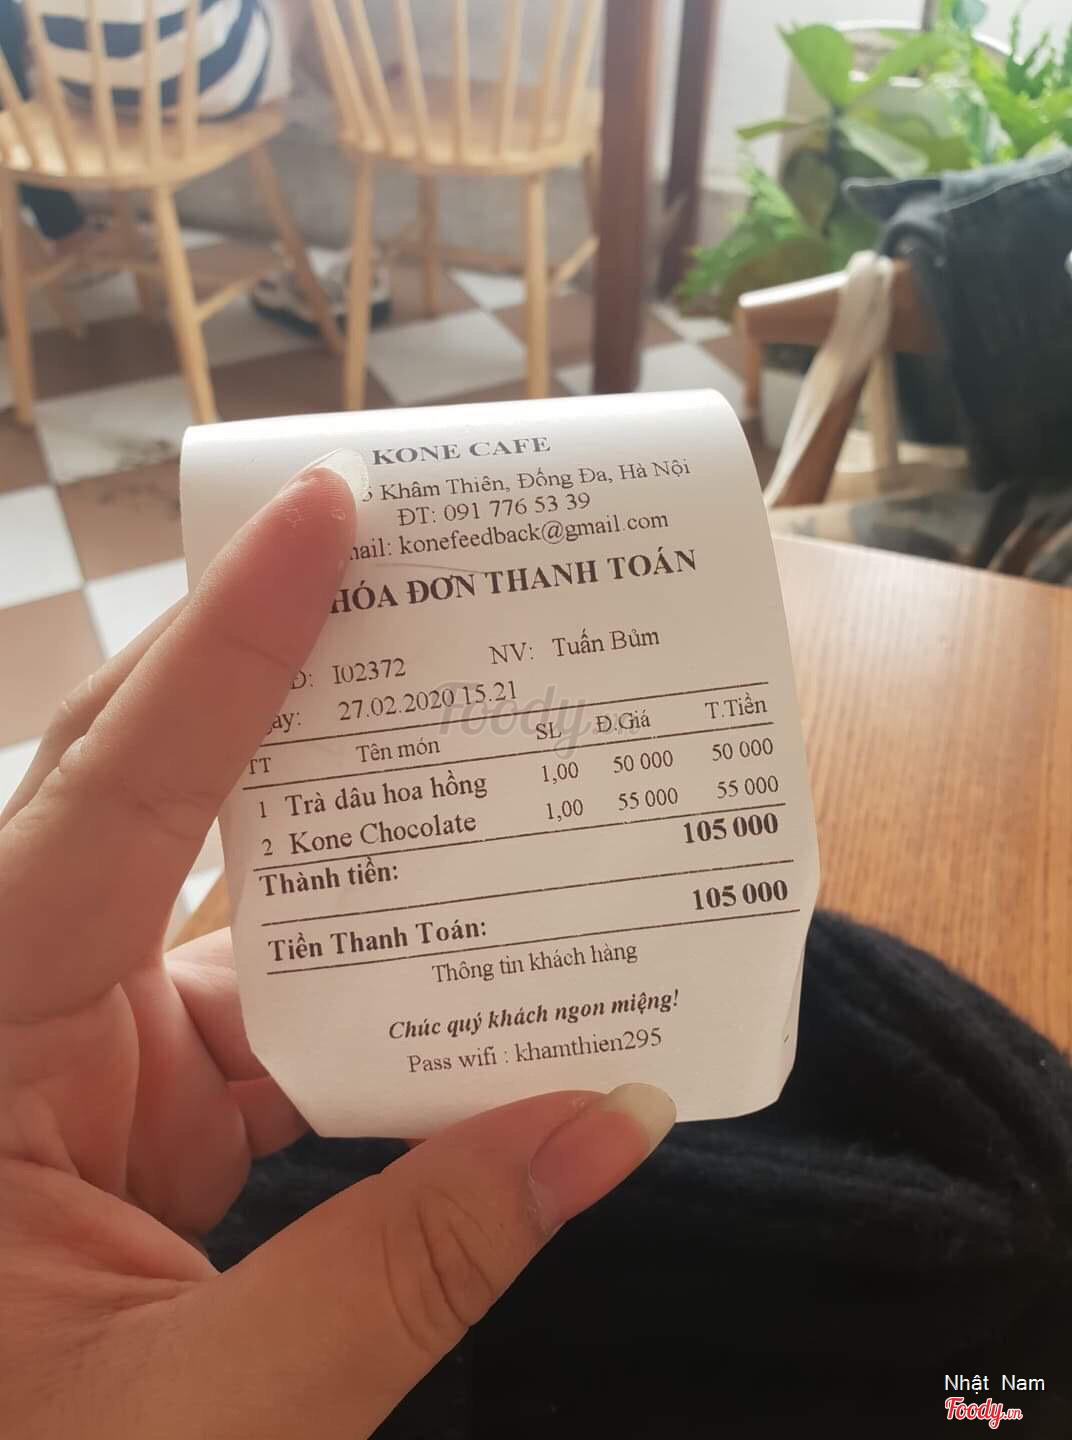 KONE CAFE
Khâm Thiên, Đống Đa, Hà Nội
ĐT: 091 776 53 39
konefeedback@gmail.com
HÓA ĐƠN THANH TOÁN
I02372 NV: Tuấn Bủm
27.02.2020 15.21
TT Tên món SL Đ.Giá T.Tiền
1 Trà dâu hoa hồng 1,00 50 000 50 000
2 Kone Chocolate 1,00 55 000 55 000
Thành tiền: 105 000
Tiền Thanh Toán: 105 000
Thông tin khách hàng
Chúc quý khách ngon miệng!
Pass wifi : khamthien295
Foody.vn
Nhật Nam
Foody.vn